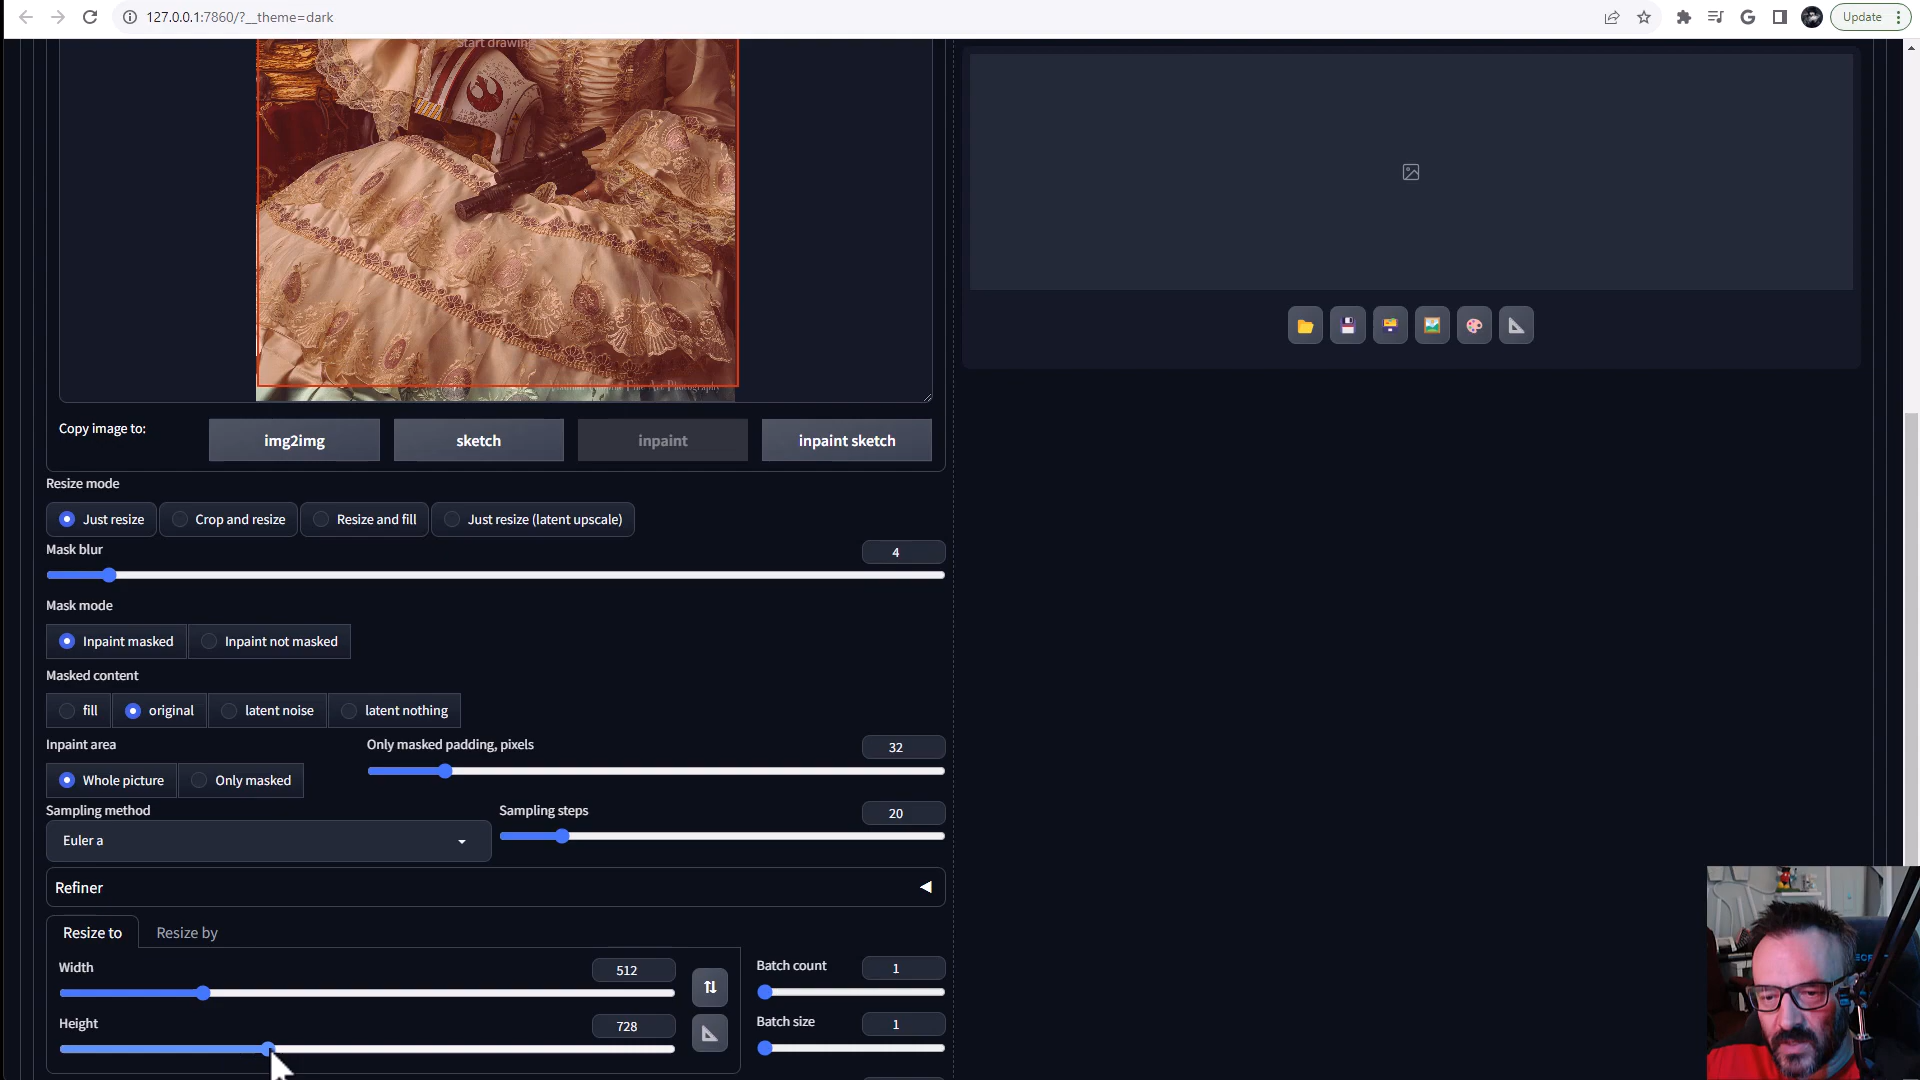 127.0.0.1:7860/?__theme=dark
Update
Start drawing
Fine Art Photography
Copy image to:
img2img
sketch
inpaint
inpaint sketch
Resize mode
Just resize
Crop and resize
Resize and fill
Just resize (latent upscale)
Mask blur
4
Mask mode
Inpaint masked
Inpaint not masked
Masked content
fill
original
latent noise
latent nothing
Inpaint area
Only masked padding, pixels
32
Whole picture
Only masked
Sampling method
Sampling steps
20
Euler a
Refiner
Resize to
Resize by
Width
512
Batch count
1
Height
728
Batch size
1